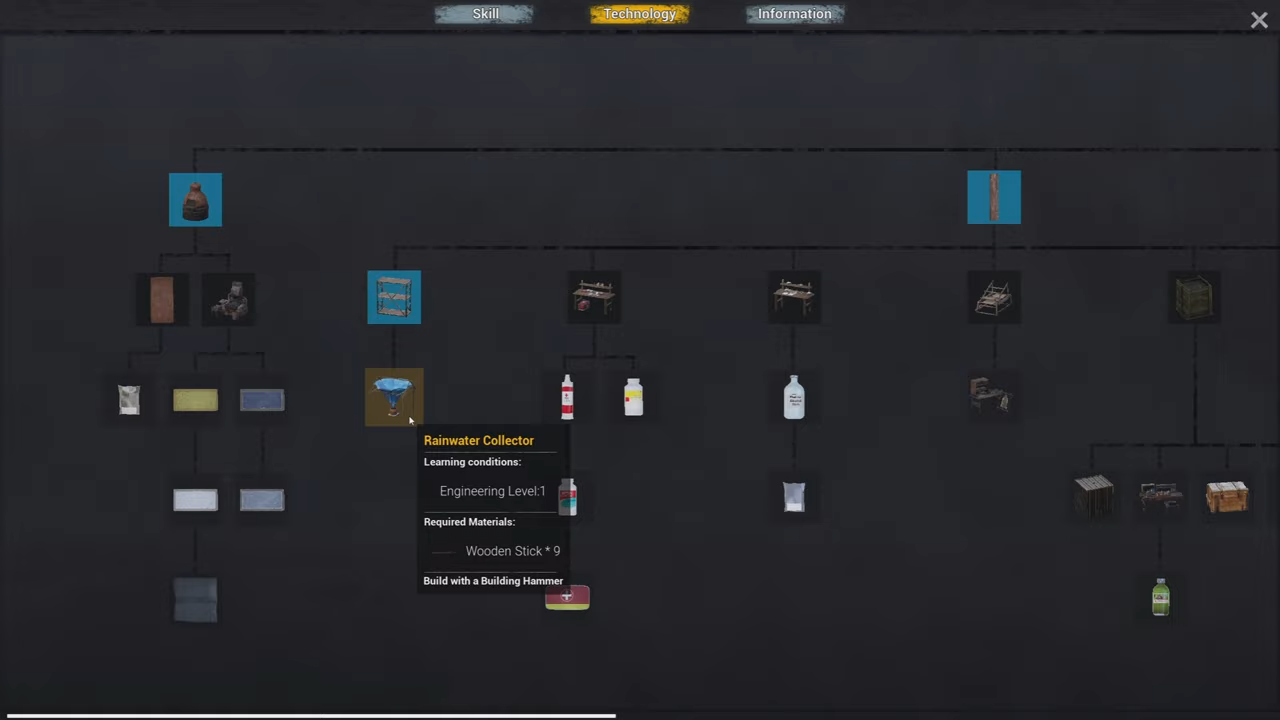 Skill
Technology
Information
Rainwater Collector
Learning conditions:
Engineering Level:1
Required Materials:
Wooden Stick * 9
Build with a Building Hammer